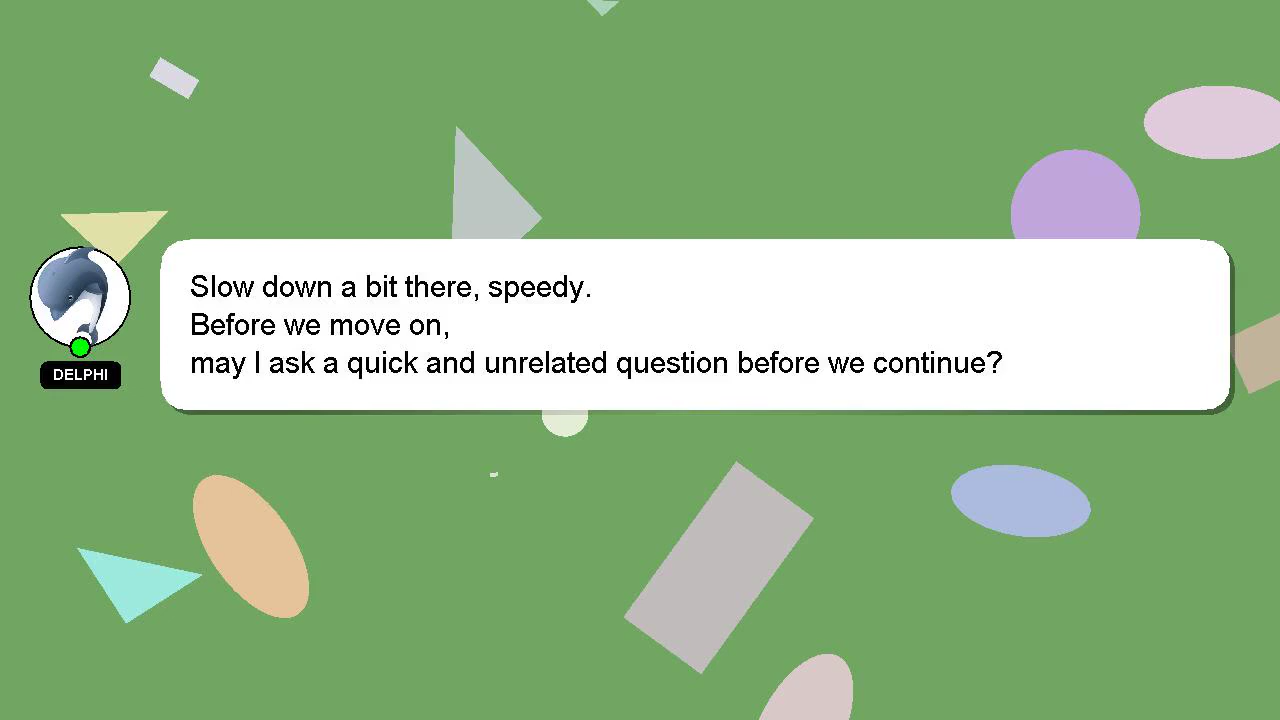 Slow down a bit there, speedy.
Before we move on,
may I ask a quick and unrelated question before we continue?
DELPHI